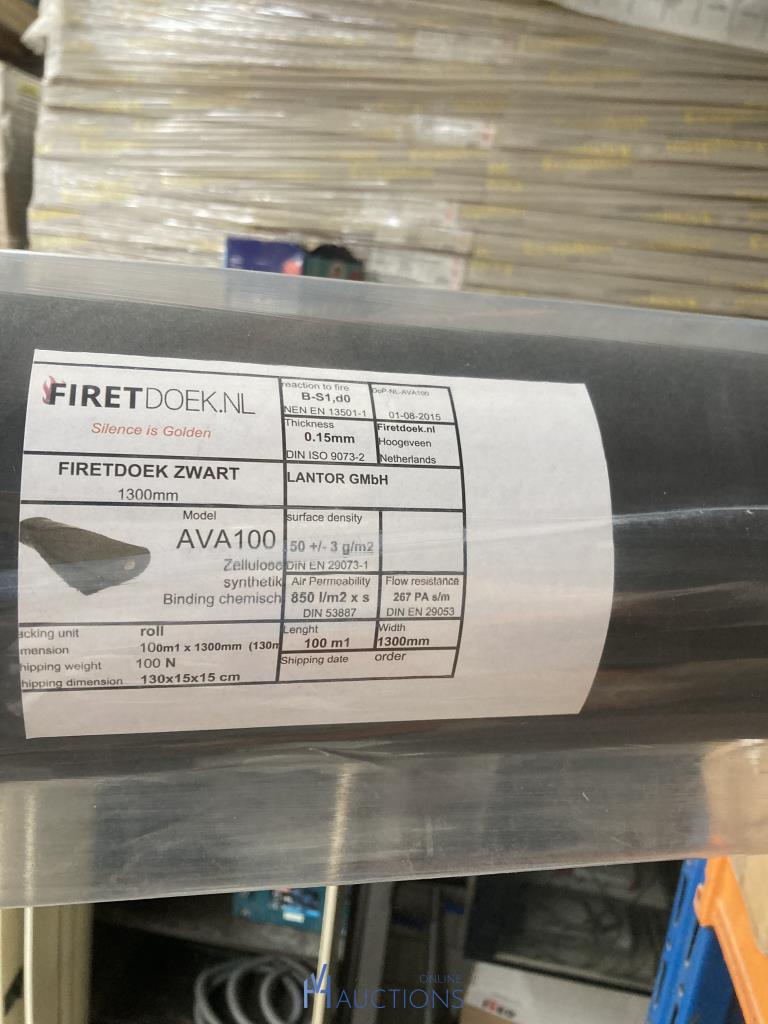 FIRETDOEK.NL
Silence is Golden
reaction to fire
B-S1,d0
NEN EN 13501-1
DoP-NL-AVA100
01-08-2015
Thickness
0.15mm
DIN ISO 9073-2
Firetdoek.nl
Hoogeveen
Netherlands
FIRETDOEK ZWART
1300mm
LANTOR GMbH
Model
AVA100
Zellulose
synthetik
Binding chemisch
surface density
50 +/- 3 g/m2
DIN EN 29073-1
Air Permeability
850 l/m2 x s
DIN 53887
Flow resistance
267 PA s/m
DIN EN 29053
acking unit roll
mension 100m1 x 1300mm (130m
hipping weight 100 N
hipping dimension 130x15x15 cm
Lenght
100 m1
Width
1300mm
Shipping date order
ONLINE
AUCTIONS